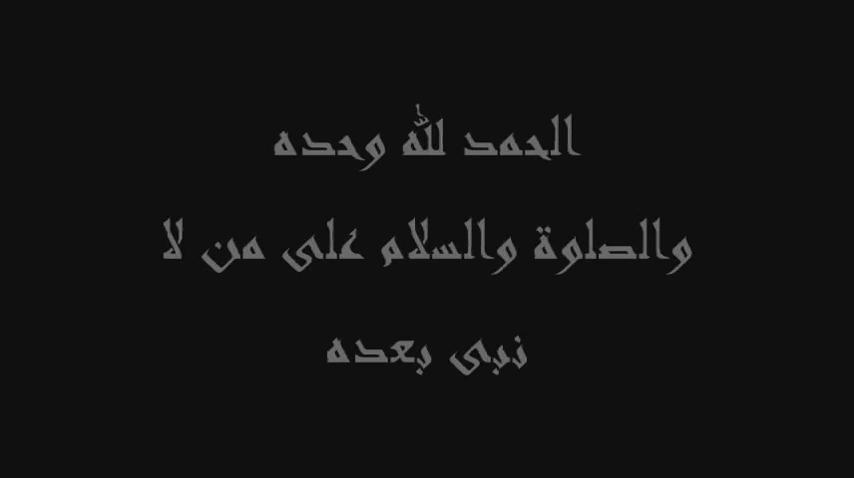 الحمد لله وحده
والصلوة والسلام على من لا
نبى بعده